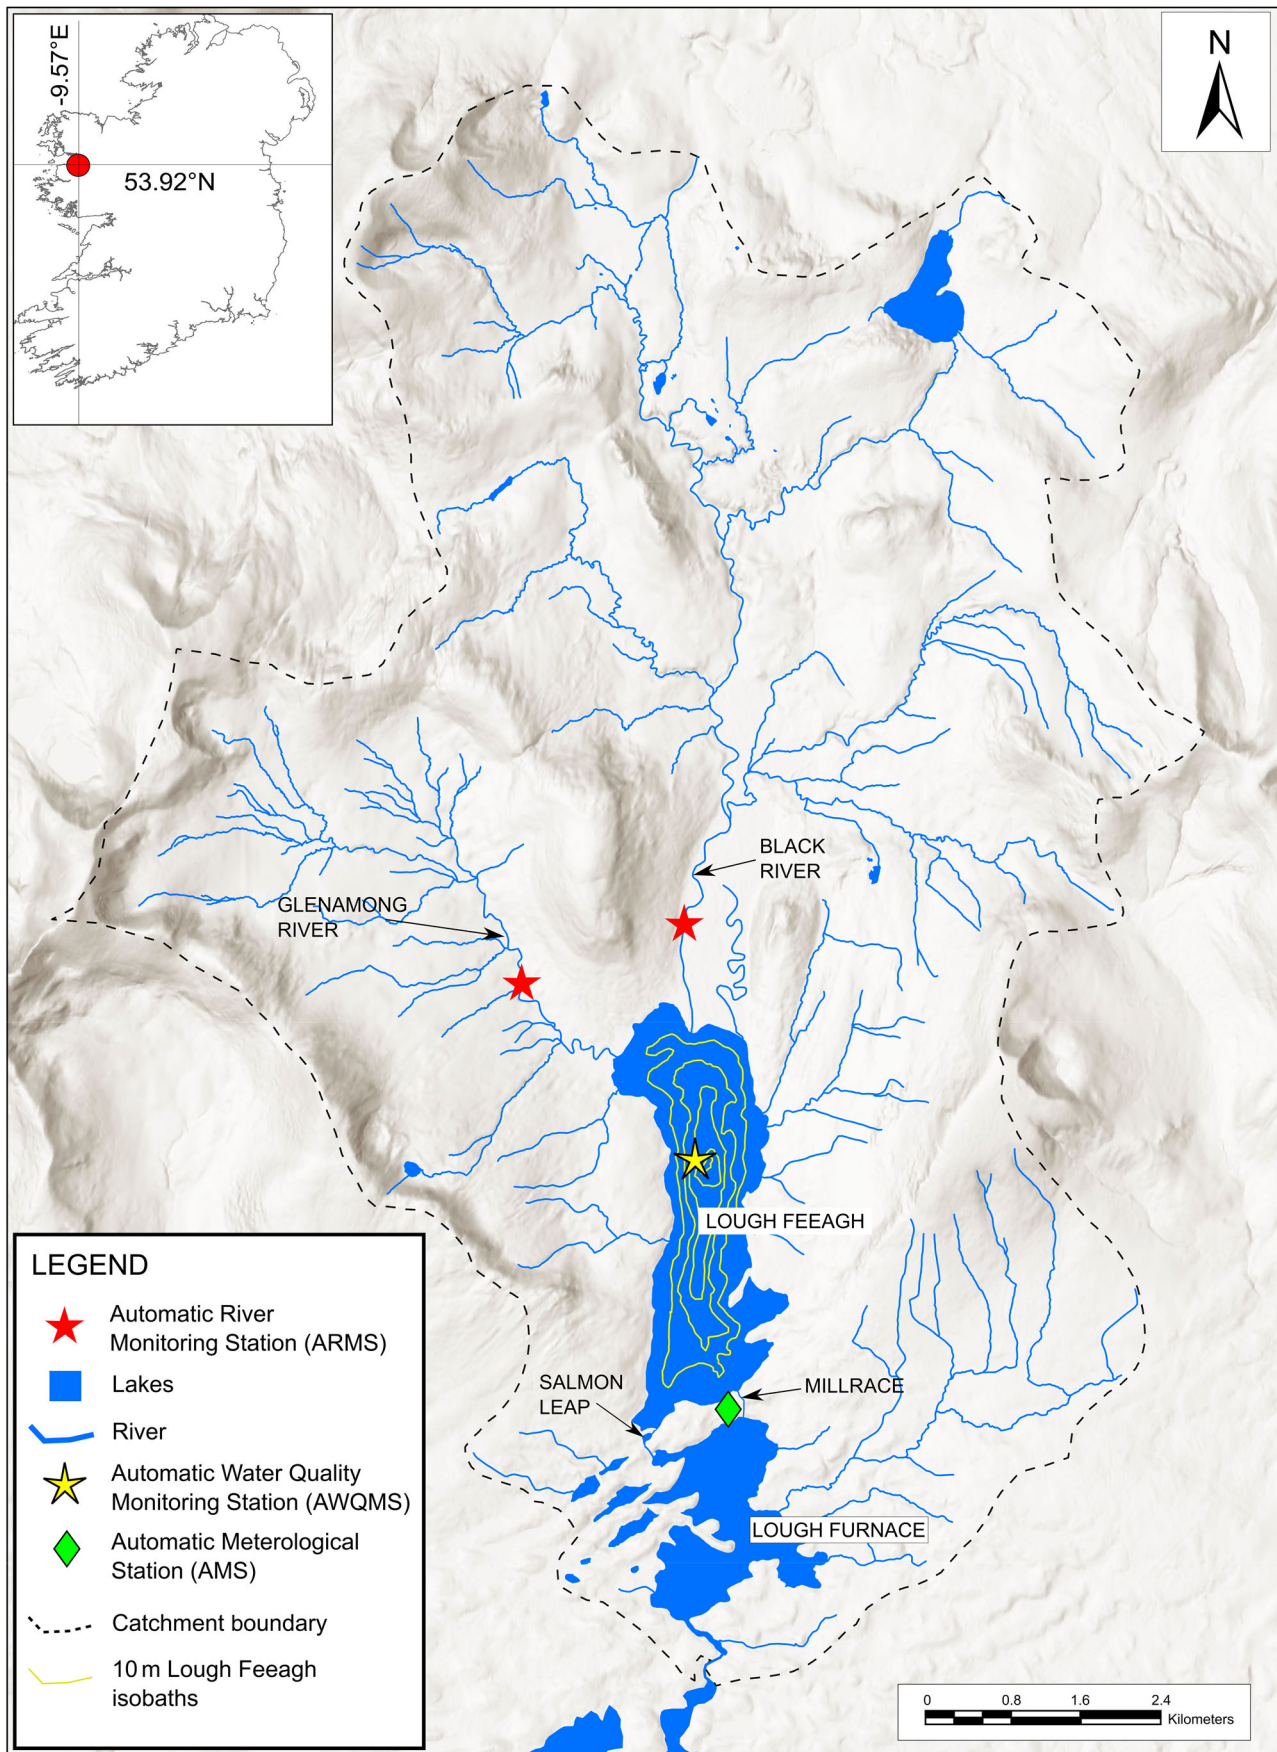 -9.57°E
53.92°N
N
BLACK
RIVER
GLENAMONG
RIVER
LOUGH FEEAGH
SALMON
LEAP
MILLRACE
LOUGH FURNACE
LEGEND
Automatic River
Monitoring Station (ARMS)
Lakes
River
Automatic Water Quality
Monitoring Station (AWQMS)
Automatic Meterological
Station (AMS)
Catchment boundary
10 m Lough Feeagh
isobaths
0 0.8 1.6 2.4
Kilometers